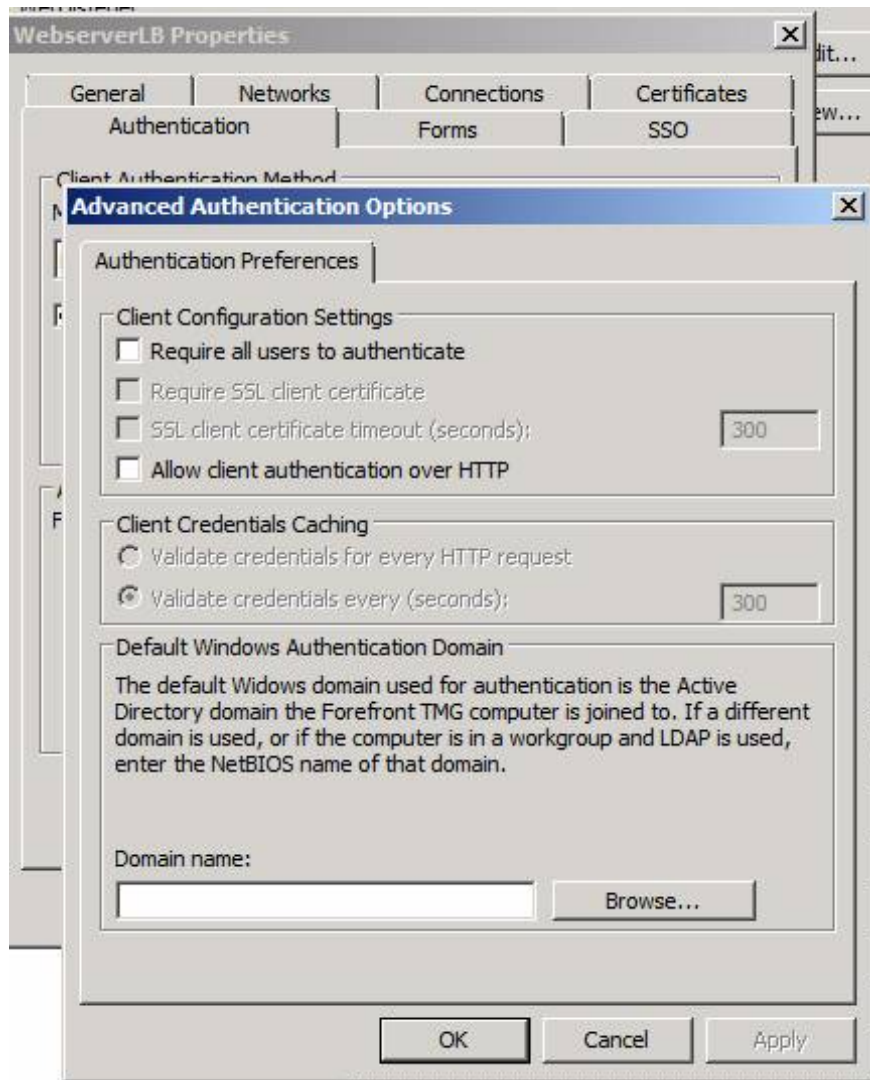 WebserverLB Properties
dit...
General Networks Connections Certificates
ew...
Authentication Forms SSO
Client Authentication Method
Advanced Authentication Options
Authentication Preferences
Client Configuration Settings
Require all users to authenticate
Require SSL client certificate
SSL client certificate timeout (seconds): 300
Allow client authentication over HTTP
Client Credentials Caching
Validate credentials for every HTTP request
Validate credentials every (seconds): 300
Default Windows Authentication Domain
The default Widows domain used for authentication is the Active
Directory domain the Forefront TMG computer is joined to. If a different
domain is used, or if the computer is in a workgroup and LDAP is used,
enter the NetBIOS name of that domain.
Domain name:
Browse...
OK Cancel Apply